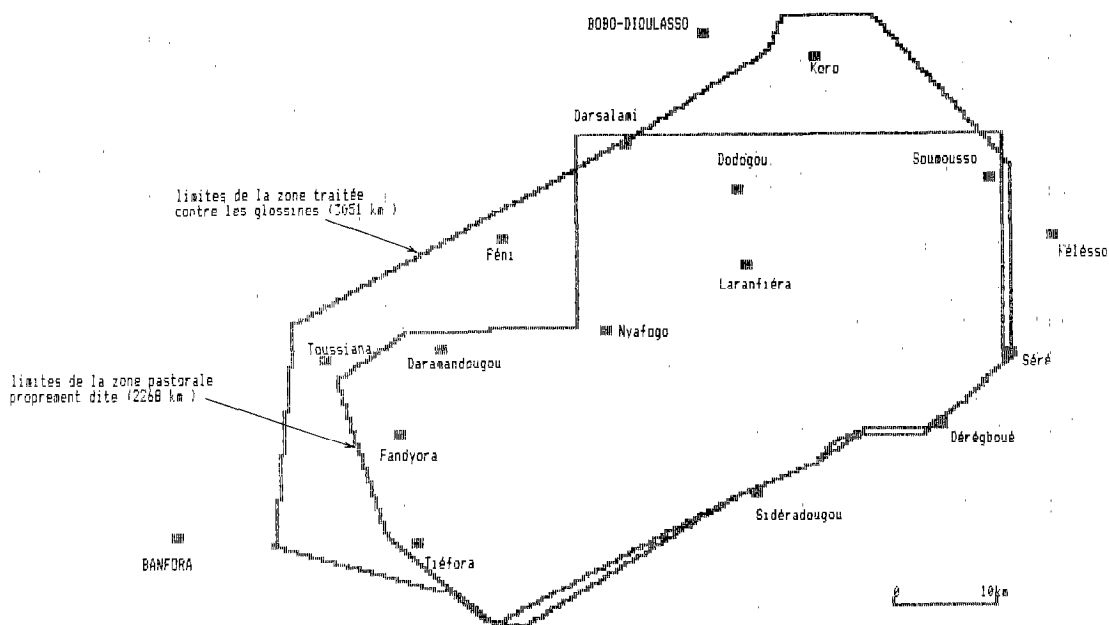 BOBO-DIOULASSO
Koro
Darsalami
Dodogou
Soumousso
limites de la zone traitée
contre les glossines (3051 km )
Féni
Félésso
Laranfiéra
Nyafogo
Toussiana
Daramandougou
Séré
limites de la zone pastorale
proprement dite (2268 km )
Dérégboué
Fandyora
Sidéradougou
BANFORA
Tiéfora
0 10km